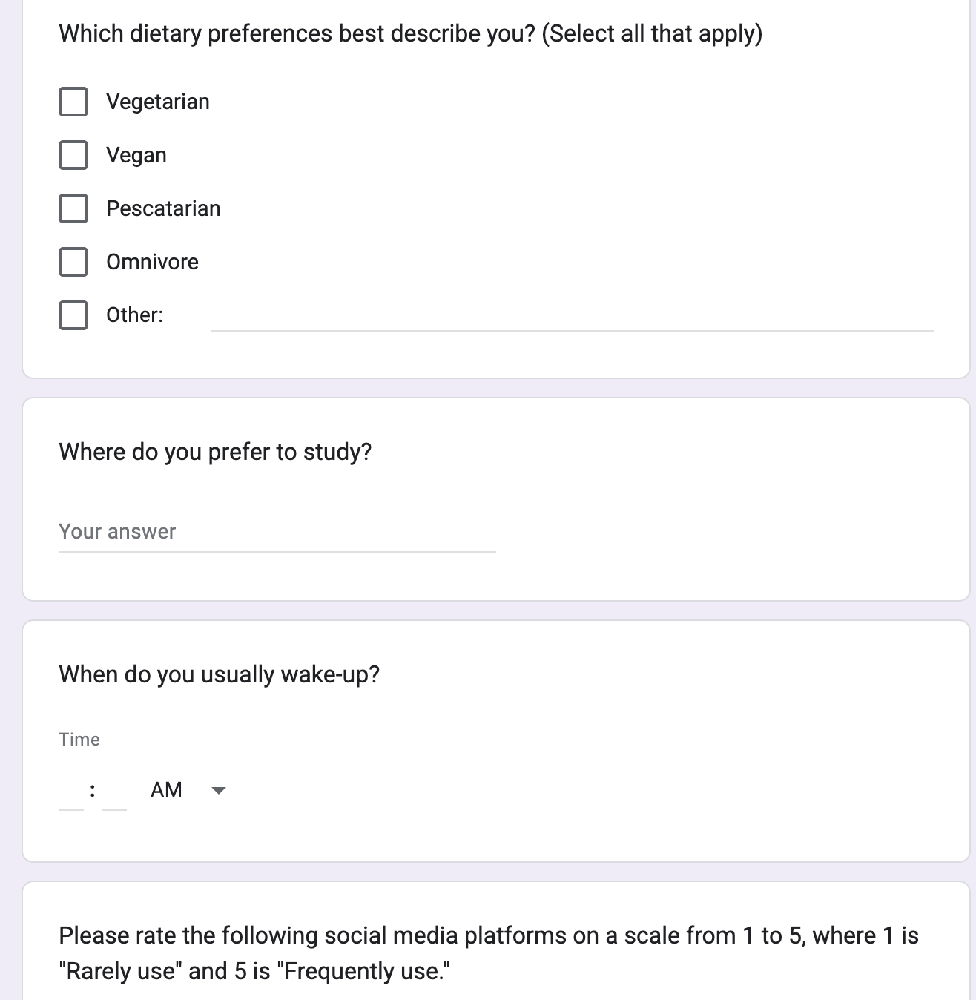 Which dietary preferences best describe you? (Select all that apply)
Vegetarian
Vegan
Pescatarian
Omnivore
Other:
Where do you prefer to study?
Your answer
When do you usually wake-up?
Time
: AM
Please rate the following social media platforms on a scale from 1 to 5, where 1 is
"Rarely use" and 5 is "Frequently use."